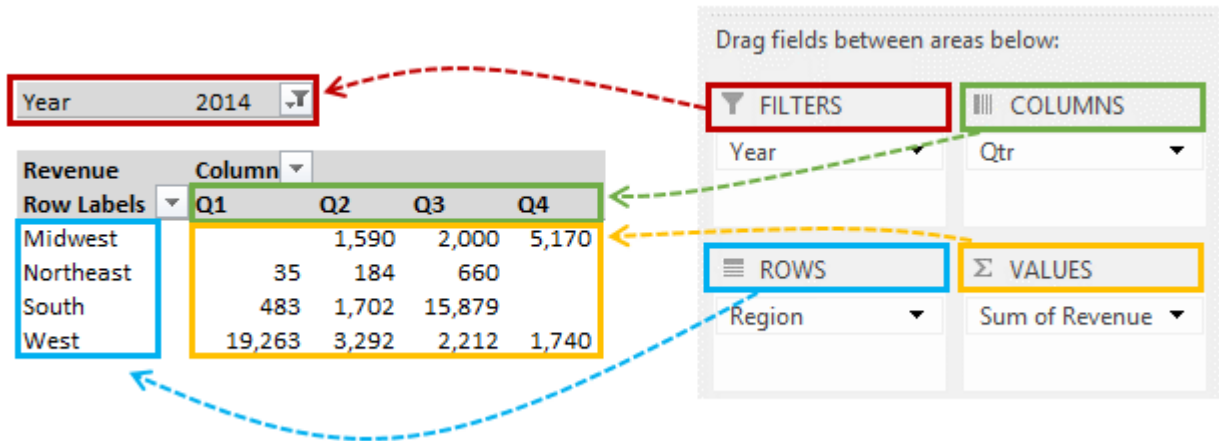 Drag fields between areas below:
Year 2014
FILTERS COLUMNS
Year Qtr
Revenue Column
Row Labels Q1 Q2 Q3 Q4
Midwest 1,590 2,000 5,170
Northeast 35 184 660
South 483 1,702 15,879
West 19,263 3,292 2,212 1,740
ROWS Σ VALUES
Region Sum of Revenue